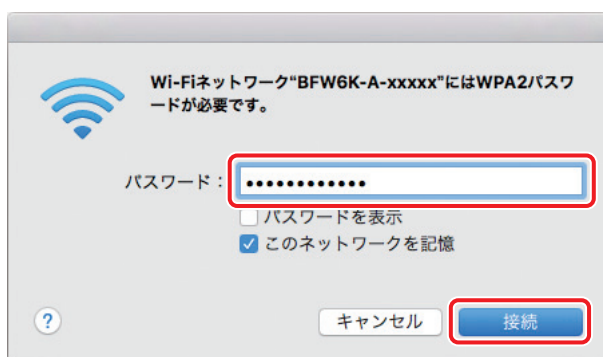 Wi-Fiネットワーク“BFW6K-A-xxxxx”にはWPA2パスワ
ードが必要です。
パスワード： ••••••••••••
パスワードを表示
このネットワークを記憶
? キャンセル 接続